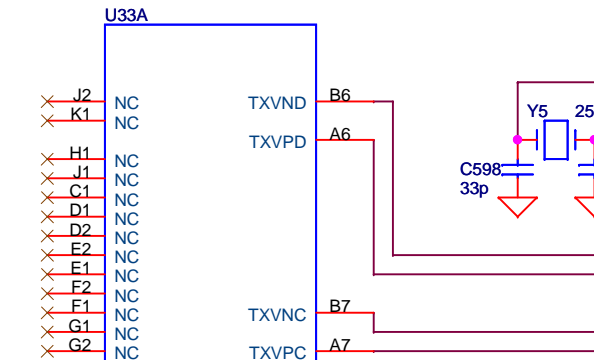 U33A
J2 NC TXVND B6
K1 NC
TXVPD A6
H1 NC
J1 NC
C1 NC
D1 NC
D2 NC
E2 NC
E1 NC
F2 NC
F1 NC TXVNC B7
G1 NC
G2 NC TXVPC A7
Y5 25
C598
33p